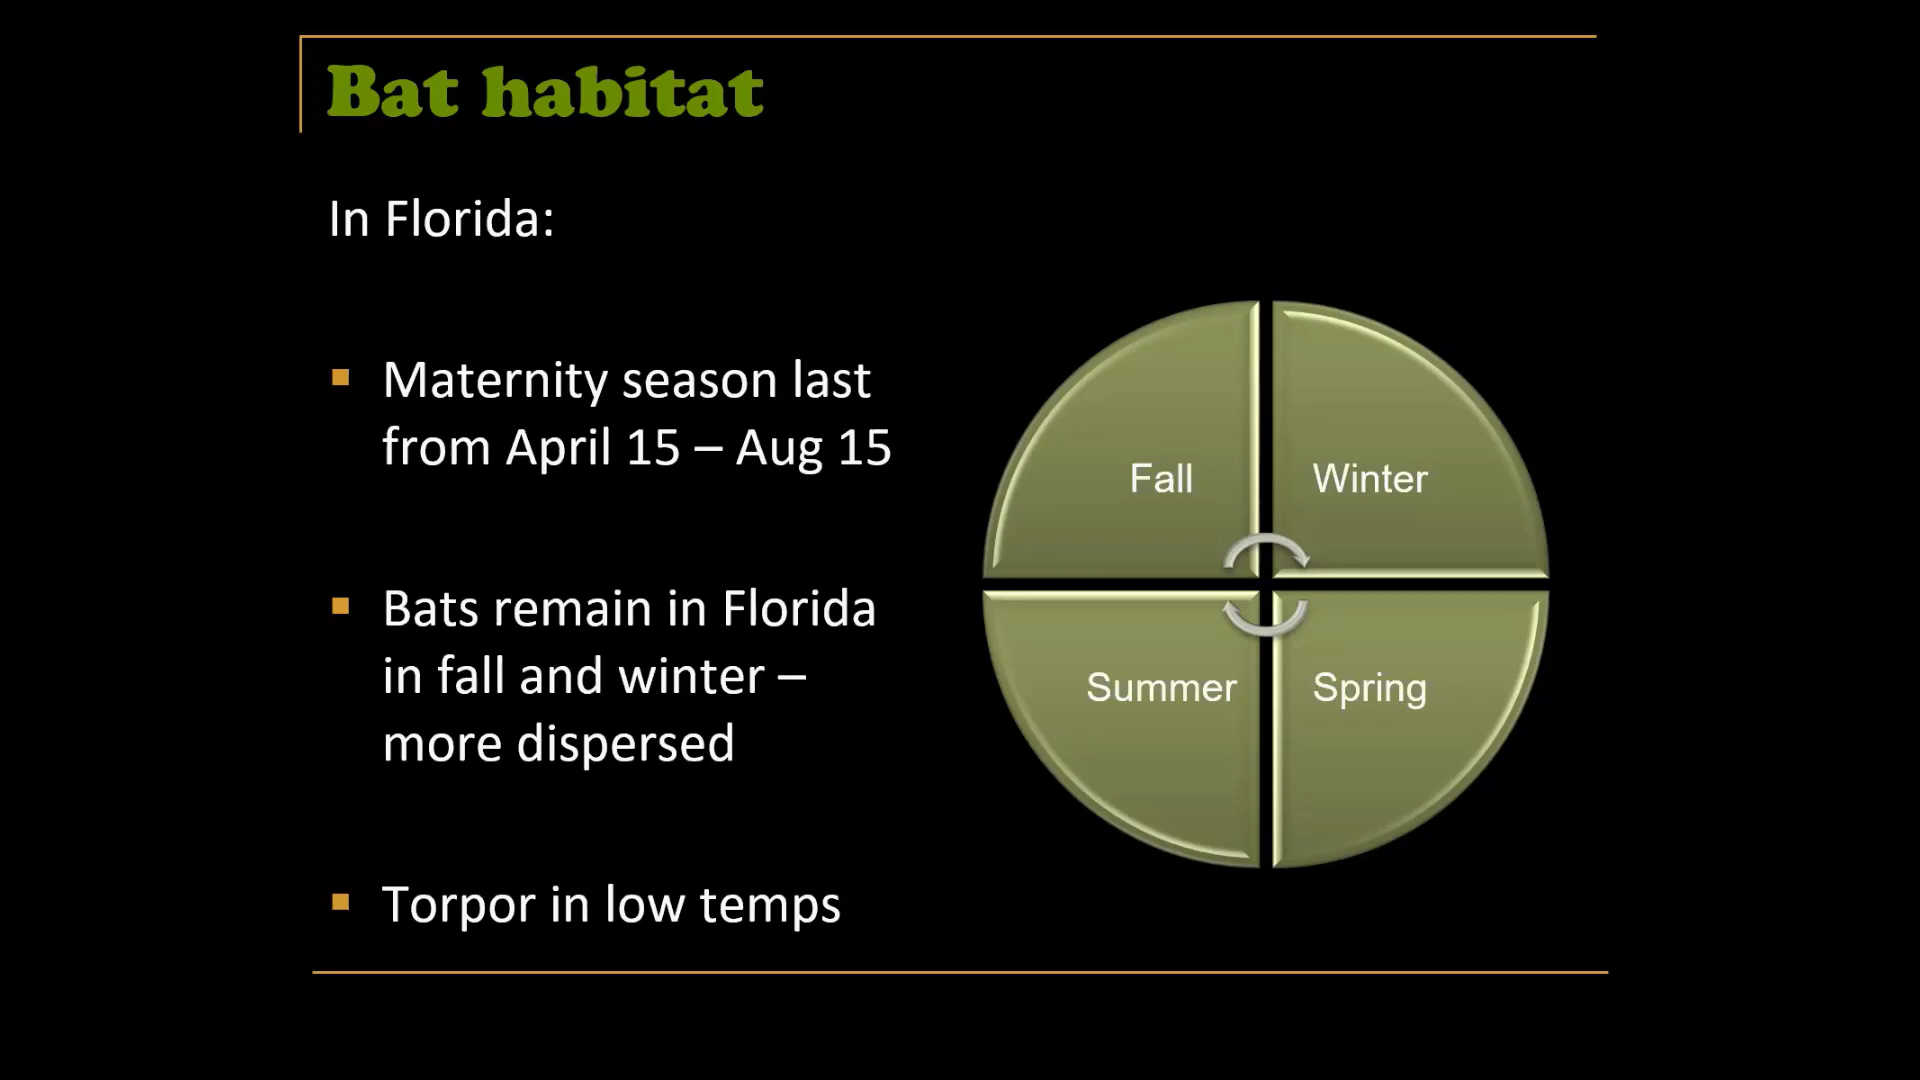 Bat habitat
In Florida:
Maternity season last
from April 15 – Aug 15
Bats remain in Florida
in fall and winter –
more dispersed
Torpor in low temps
Fall
Winter
Summer
Spring